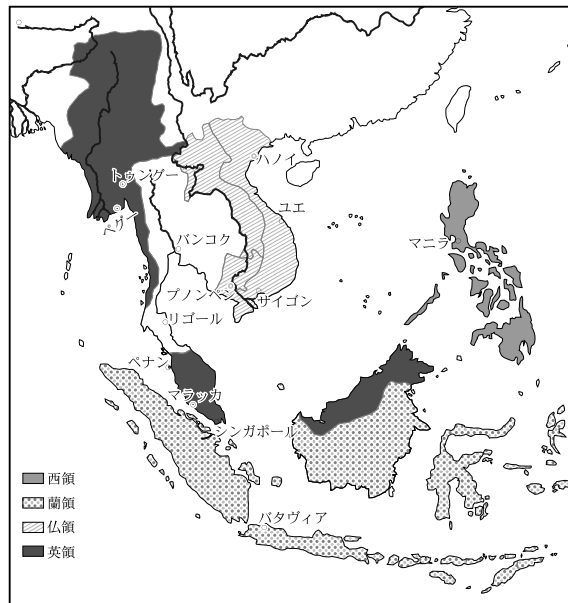 ハノイ
トゥングー
ペグー
ユエ
バンコク
マニラ
プノンペン
サイゴン
リゴール
ペナン
マラッカ
シンガポール
バタヴィア
西領
蘭領
仏領
英領